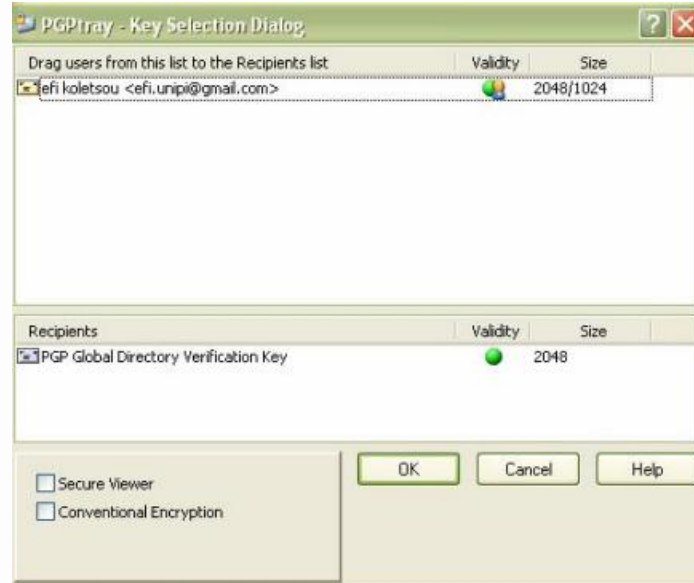 PGPtray - Key Selection Dialog
Drag users from this list to the Recipients list Validity Size
efi koletsou <efi.unipi@gmail.com> 2048/1024
Recipients Validity Size
PGP Global Directory Verification Key 2048
OK Cancel Help
Secure Viewer
Conventional Encryption